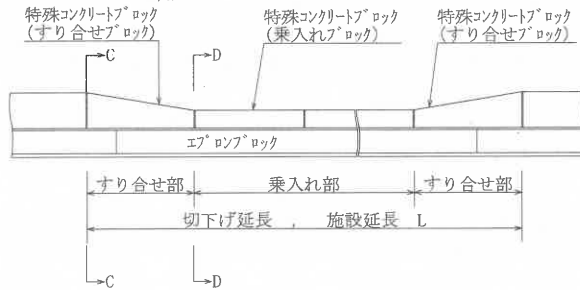 特殊コンクリートブロック
(すり合せブロック)
特殊コンクリートブロック
(乗入れブロック)
特殊コンクリートブロック
(すり合せブロック)
C
D
エプロンブロック
すり合せ部
乗入れ部
すり合せ部
切下げ延長 , 施設延長 L
C
D